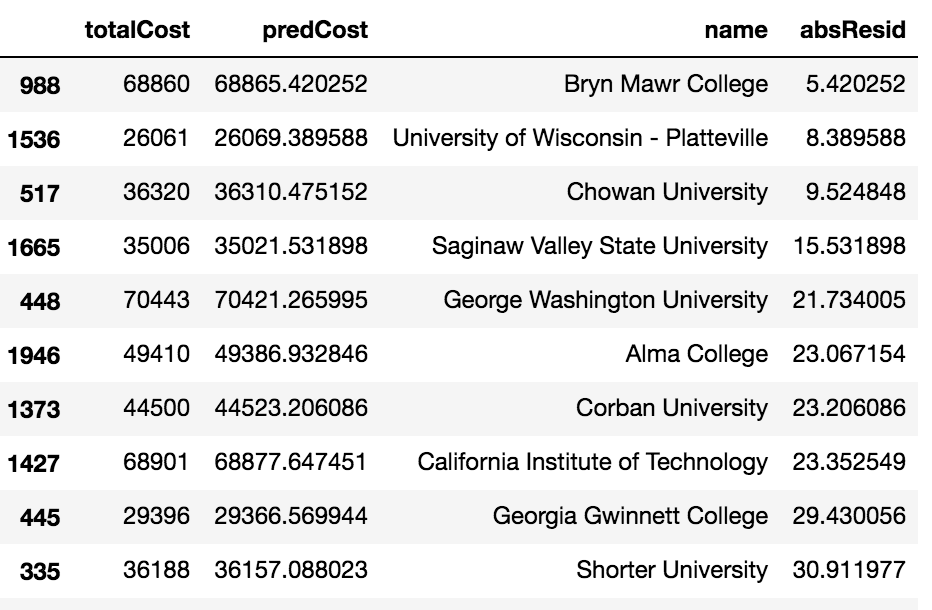 totalCost predCost name absResid
988 68860 68865.420252 Bryn Mawr College 5.420252
1536 26061 26069.389588 University of Wisconsin - Platteville 8.389588
517 36320 36310.475152 Chowan University 9.524848
1665 35006 35021.531898 Saginaw Valley State University 15.531898
448 70443 70421.265995 George Washington University 21.734005
1946 49410 49386.932846 Alma College 23.067154
1373 44500 44523.206086 Corban University 23.206086
1427 68901 68877.647451 California Institute of Technology 23.352549
445 29396 29366.569944 Georgia Gwinnett College 29.430056
335 36188 36157.088023 Shorter University 30.911977